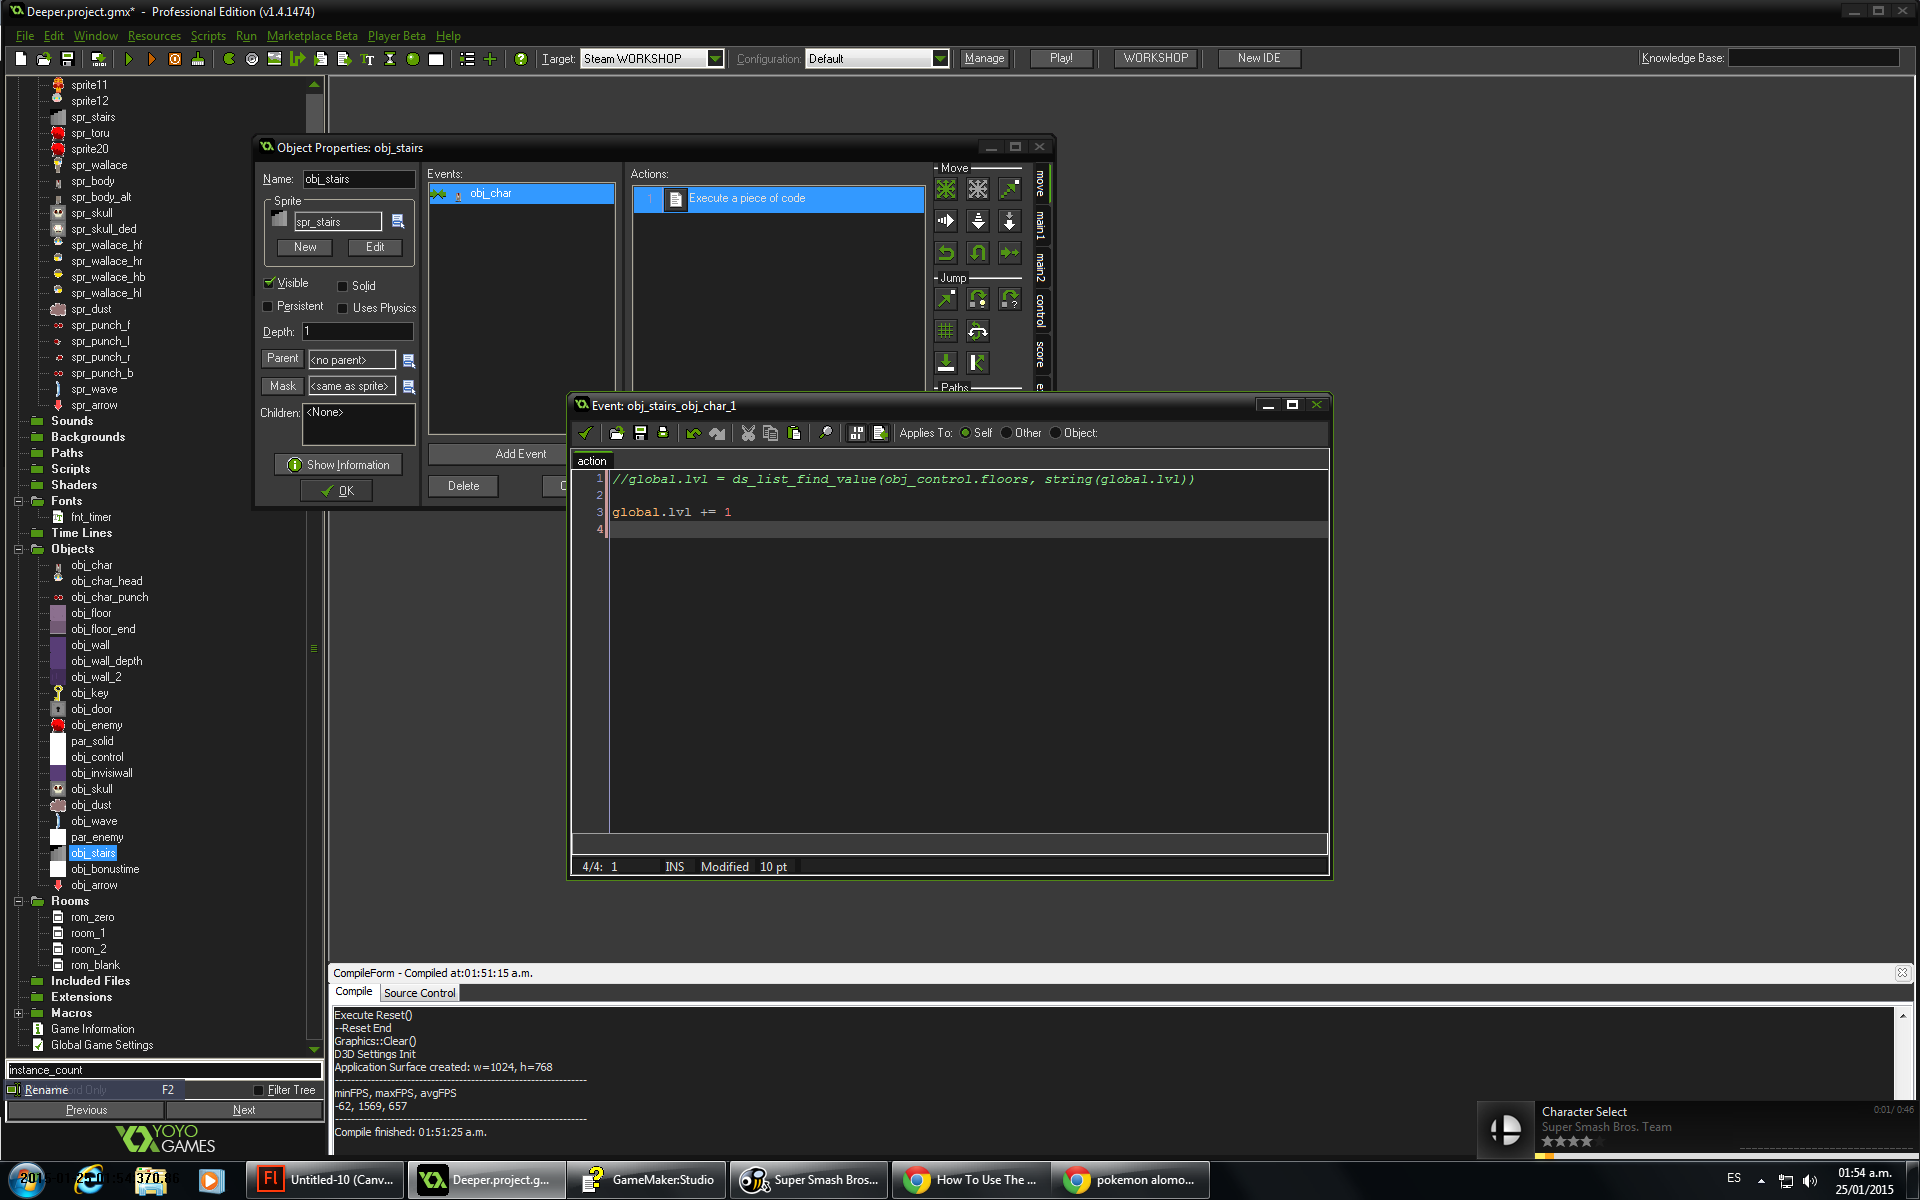 Deeper.project.gmx* - Professional Edition (v1.4.1474)
File Edit Window Resources Scripts Run Marketplace Beta Player Beta Help
Target: Steam WORKSHOP Configuration: Default Manage Play! WORKSHOP New IDE Knowledge Base:
sprite11
sprite12
spr_stairs
spr_toru
sprite20
spr_wallace
spr_body
spr_body_alt
spr_skull
spr_skull_ded
spr_wallace_hf
spr_wallace_hr
spr_wallace_hb
spr_wallace_hl
spr_dust
spr_punch_f
spr_punch_l
spr_punch_r
spr_punch_b
spr_wave
spr_arrow
Sounds
Backgrounds
Paths
Scripts
Shaders
Fonts
fnt_timer
Time Lines
Objects
obj_char
obj_char_head
obj_char_punch
obj_floor
obj_floor_end
obj_wall
obj_wall_depth
obj_wall_2
obj_key
obj_door
obj_enemy
par_solid
obj_control
obj_invisiwall
obj_skull
obj_dust
obj_wave
par_enemy
obj_stairs
obj_bonustime
obj_arrow
Rooms
rom_zero
room_1
room_2
rom_blank
Included Files
Extensions
Macros
Game Information
Global Game Settings
instance_count
Rename F2
Filter Tree
Previous Next
YOYO
GAMES
Object Properties: obj_stairs
Name: obj_stairs
Sprite
spr_stairs
New Edit
Visible Solid
Persistent Uses Physics
Depth: 1
Parent <no parent>
Mask <same as sprite>
Children: <None>
Show Information
OK
Events:
obj_char
Add Event
Delete
Actions:
1 Execute a piece of code
Move
Jump
Paths
move
main1
main2
control
score
Event: obj_stairs_obj_char_1
Applies To: Self Other Object:
action
1 //global.lvl = ds_list_find_value(obj_control.floors, string(global.lvl))
2
3 global.lvl += 1
4
4/4: 1 INS Modified 10 pt
CompileForm - Compiled at:01:51:15 a.m.
Compile Source Control
Execute Reset()
--Reset End
Graphics::Clear()
D3D Settings Init
Application Surface created: w=1024, h=768
minFPS, maxFPS, avgFPS
-62, 1569, 657
Compile finished: 01:51:25 a.m.
Character Select 0:01/ 0:46
Super Smash Bros. Team
Untitled-10 (Canv...
Deeper.project.g...
GameMaker:Studio
Super Smash Bros...
How To Use The ...
pokemon alomo...
ES
01:54 a.m.
25/01/2015